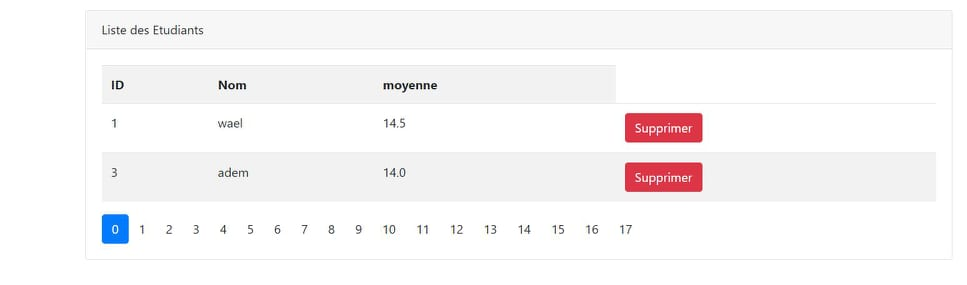 Liste des Etudiants
ID Nom moyenne
1 wael 14.5 Supprimer
3 adem 14.0 Supprimer
0 1 2 3 4 5 6 7 8 9 10 11 12 13 14 15 16 17